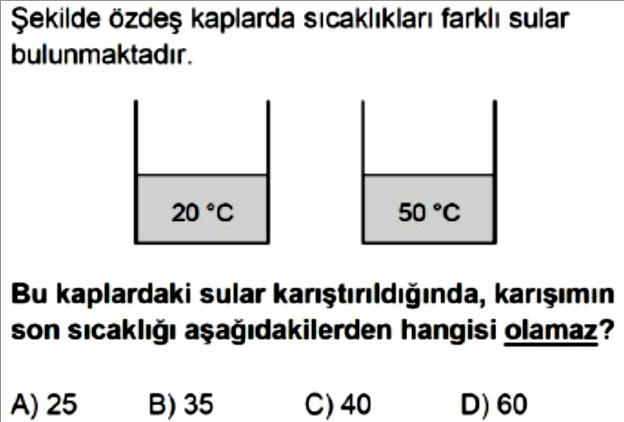 Şekilde özdeş kaplarda sıcaklıkları farklı sular
bulunmaktadır.
20 °C 50 °C
Bu kaplardaki sular karıştırıldığında, karışımın
son sıcaklığı aşağıdakilerden hangisi olamaz?
A) 25 B) 35 C) 40 D) 60